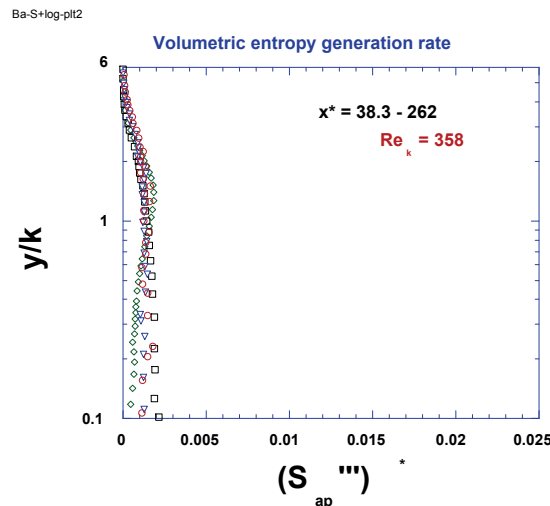 Ba-S+log-plt2
Volumetric entropy generation rate
6
x* = 38.3 - 262
Re k = 358
1
y/k
0.1
0 0.005 0.01 0.015 0.02 0.025
(S ap ''') *